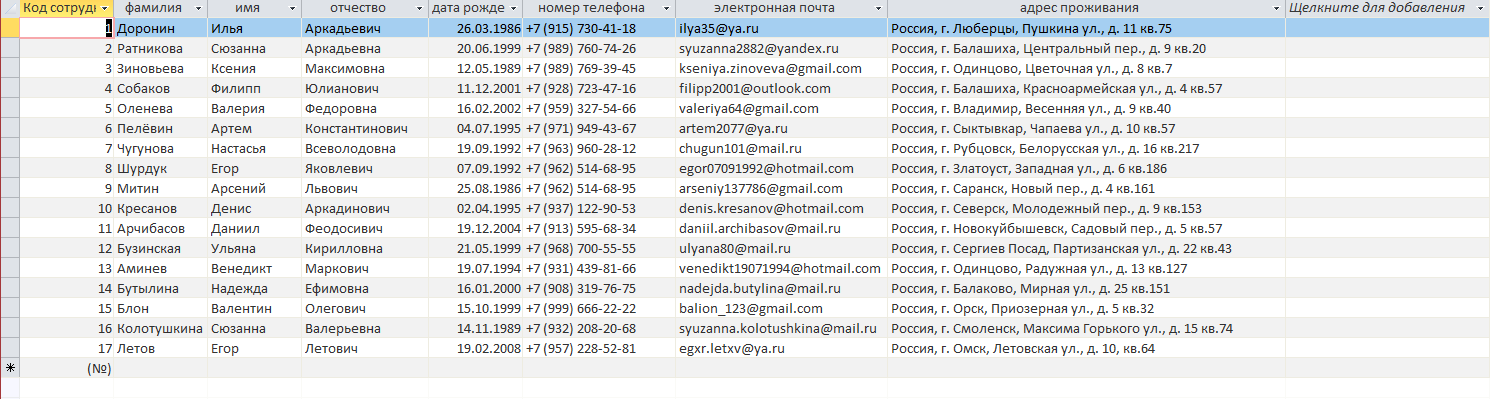 Код сотрудн фамилия имя отчество дата рожде номер телефона электронная почта адрес проживания Щелкните для добавления
1 Доронин Илья Аркадьевич 26.03.1986 +7 (915) 730-41-18 ilya35@ya.ru Россия, г. Люберцы, Пушкина ул., д. 11 кв.75
2 Ратникова Сюзанна Аркадьевна 20.06.1999 +7 (989) 760-74-26 syuzanna2882@yandex.ru Россия, г. Балашиха, Центральный пер., д. 9 кв.20
3 Зиновьева Ксения Максимовна 12.05.1989 +7 (989) 769-39-45 kseniya.zinoveva@gmail.com Россия, г. Одинцово, Цветочная ул., д. 8 кв.7
4 Собаков Филипп Юлианович 11.12.2001 +7 (928) 723-47-16 filipp2001@outlook.com Россия, г. Балашиха, Красноармейская ул., д. 4 кв.57
5 Оленева Валерия Федоровна 16.02.2002 +7 (959) 327-54-66 valeriya64@gmail.com Россия, г. Владимир, Весенняя ул., д. 9 кв.40
6 Пелёвин Артем Константинович 04.07.1995 +7 (971) 949-43-67 artem2077@ya.ru Россия, г. Сыктывкар, Чапаева ул., д. 10 кв.57
7 Чугунова Настасья Всеволодовна 19.09.1992 +7 (963) 960-28-12 chugun101@mail.ru Россия, г. Рубцовск, Белорусская ул., д. 16 кв.217
8 Шурдук Егор Яковлевич 07.09.1992 +7 (962) 514-68-95 egor07091992@hotmail.com Россия, г. Златоуст, Западная ул., д. 6 кв.186
9 Митин Арсений Львович 25.08.1986 +7 (962) 514-68-95 arseniy137786@gmail.com Россия, г. Саранск, Новый пер., д. 4 кв.161
10 Кресанов Денис Аркадинович 02.04.1995 +7 (937) 122-90-53 denis.kresanov@hotmail.com Россия, г. Северск, Молодежный пер., д. 9 кв.153
11 Арчибасов Даниил Феодосивич 19.12.2004 +7 (913) 595-68-34 daniil.archibasov@mail.ru Россия, г. Новокуйбышевск, Садовый пер., д. 5 кв.57
12 Бузинская Ульяна Кирилловна 21.05.1999 +7 (968) 700-55-55 ulyana80@mail.ru Россия, г. Сергиев Посад, Партизанская ул., д. 22 кв.43
13 Аминев Венедикт Маркович 19.07.1994 +7 (931) 439-81-66 venedikt19071994@hotmail.com Россия, г. Одинцово, Радужная ул., д. 13 кв.127
14 Бутылина Надежда Ефимовна 16.01.2000 +7 (908) 319-76-75 nadejda.butylina@mail.ru Россия, г. Балаково, Мирная ул., д. 25 кв.151
15 Блон Валентин Олегович 15.10.1999 +7 (999) 666-22-22 balion_123@gmail.com Россия, г. Орск, Приозерная ул., д. 5 кв.32
16 Колотушкина Сюзанна Валерьевна 14.11.1989 +7 (932) 208-20-68 syuzanna.kolotushkina@mail.ru Россия, г. Смоленск, Максима Горького ул., д. 15 кв.74
17 Летов Егор Летович 19.02.2008 +7 (957) 228-52-81 egxr.letxv@ya.ru Россия, г. Омск, Летовская ул., д. 10, кв.64
(№)